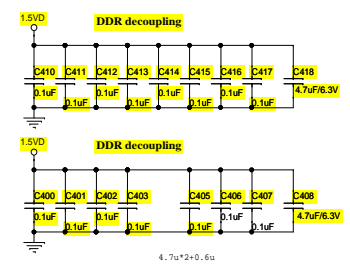 1.5VD
DDR decoupling
C410 C411 C412 C413 C414 C415 C416 C417 C418
0.1uF 0.1uF 0.1uF 0.1uF 0.1uF 0.1uF 0.1uF 0.1uF 4.7uF/6.3V
1.5VD
DDR decoupling
C400 C401 C402 C403 C405 C406 C407 C408
0.1uF 0.1uF 0.1uF 0.1uF 0.1uF 0.1uF 0.1uF 4.7uF/6.3V
4.7u*2+0.6u